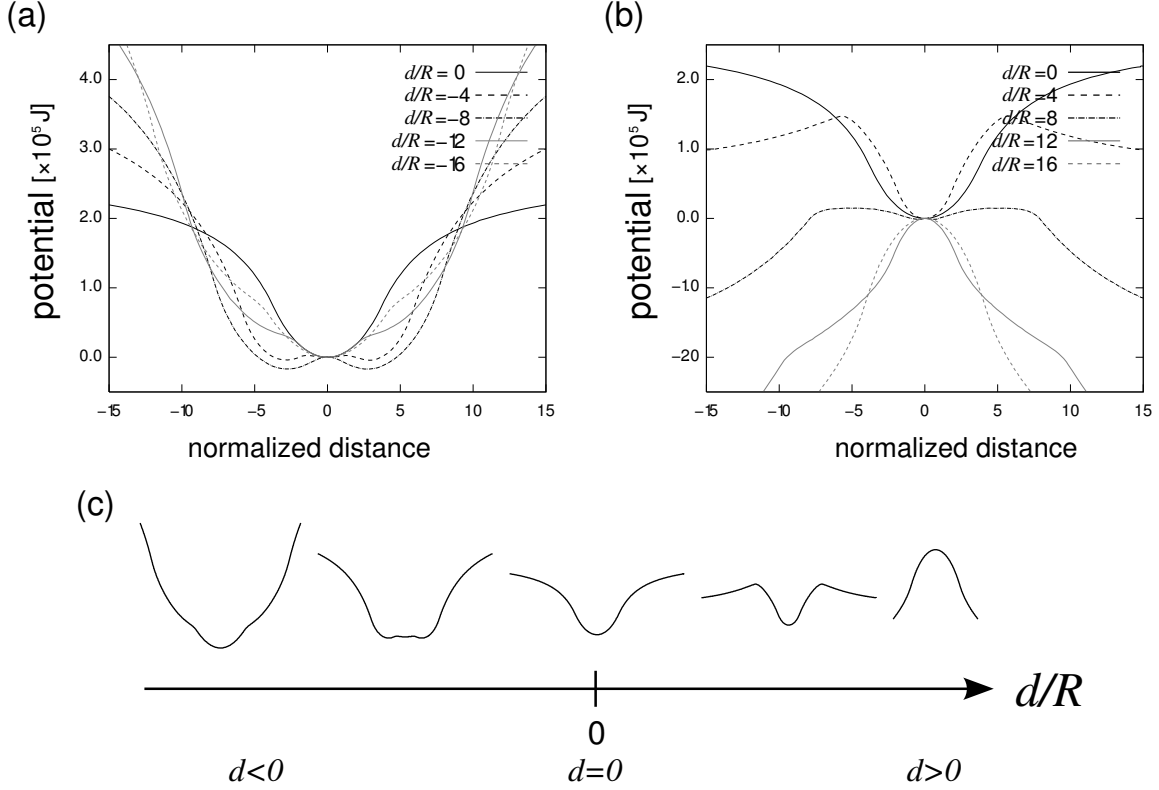 (a)
potential [×10⁵ J]
4.0
3.0
2.0
1.0
0.0
d/R = 0
d/R=−4
d/R=−8
d/R=−12
d/R=−16
−15
−10
−5
0
5
10
15
normalized distance
(b)
potential [×10⁵ J]
2.0
1.0
0.0
−10
−20
d/R=0
d/R=4
d/R=8
d/R=12
d/R=16
−15
−10
−5
0
5
10
15
normalized distance
(c)
d/R
0
d<0
d=0
d>0